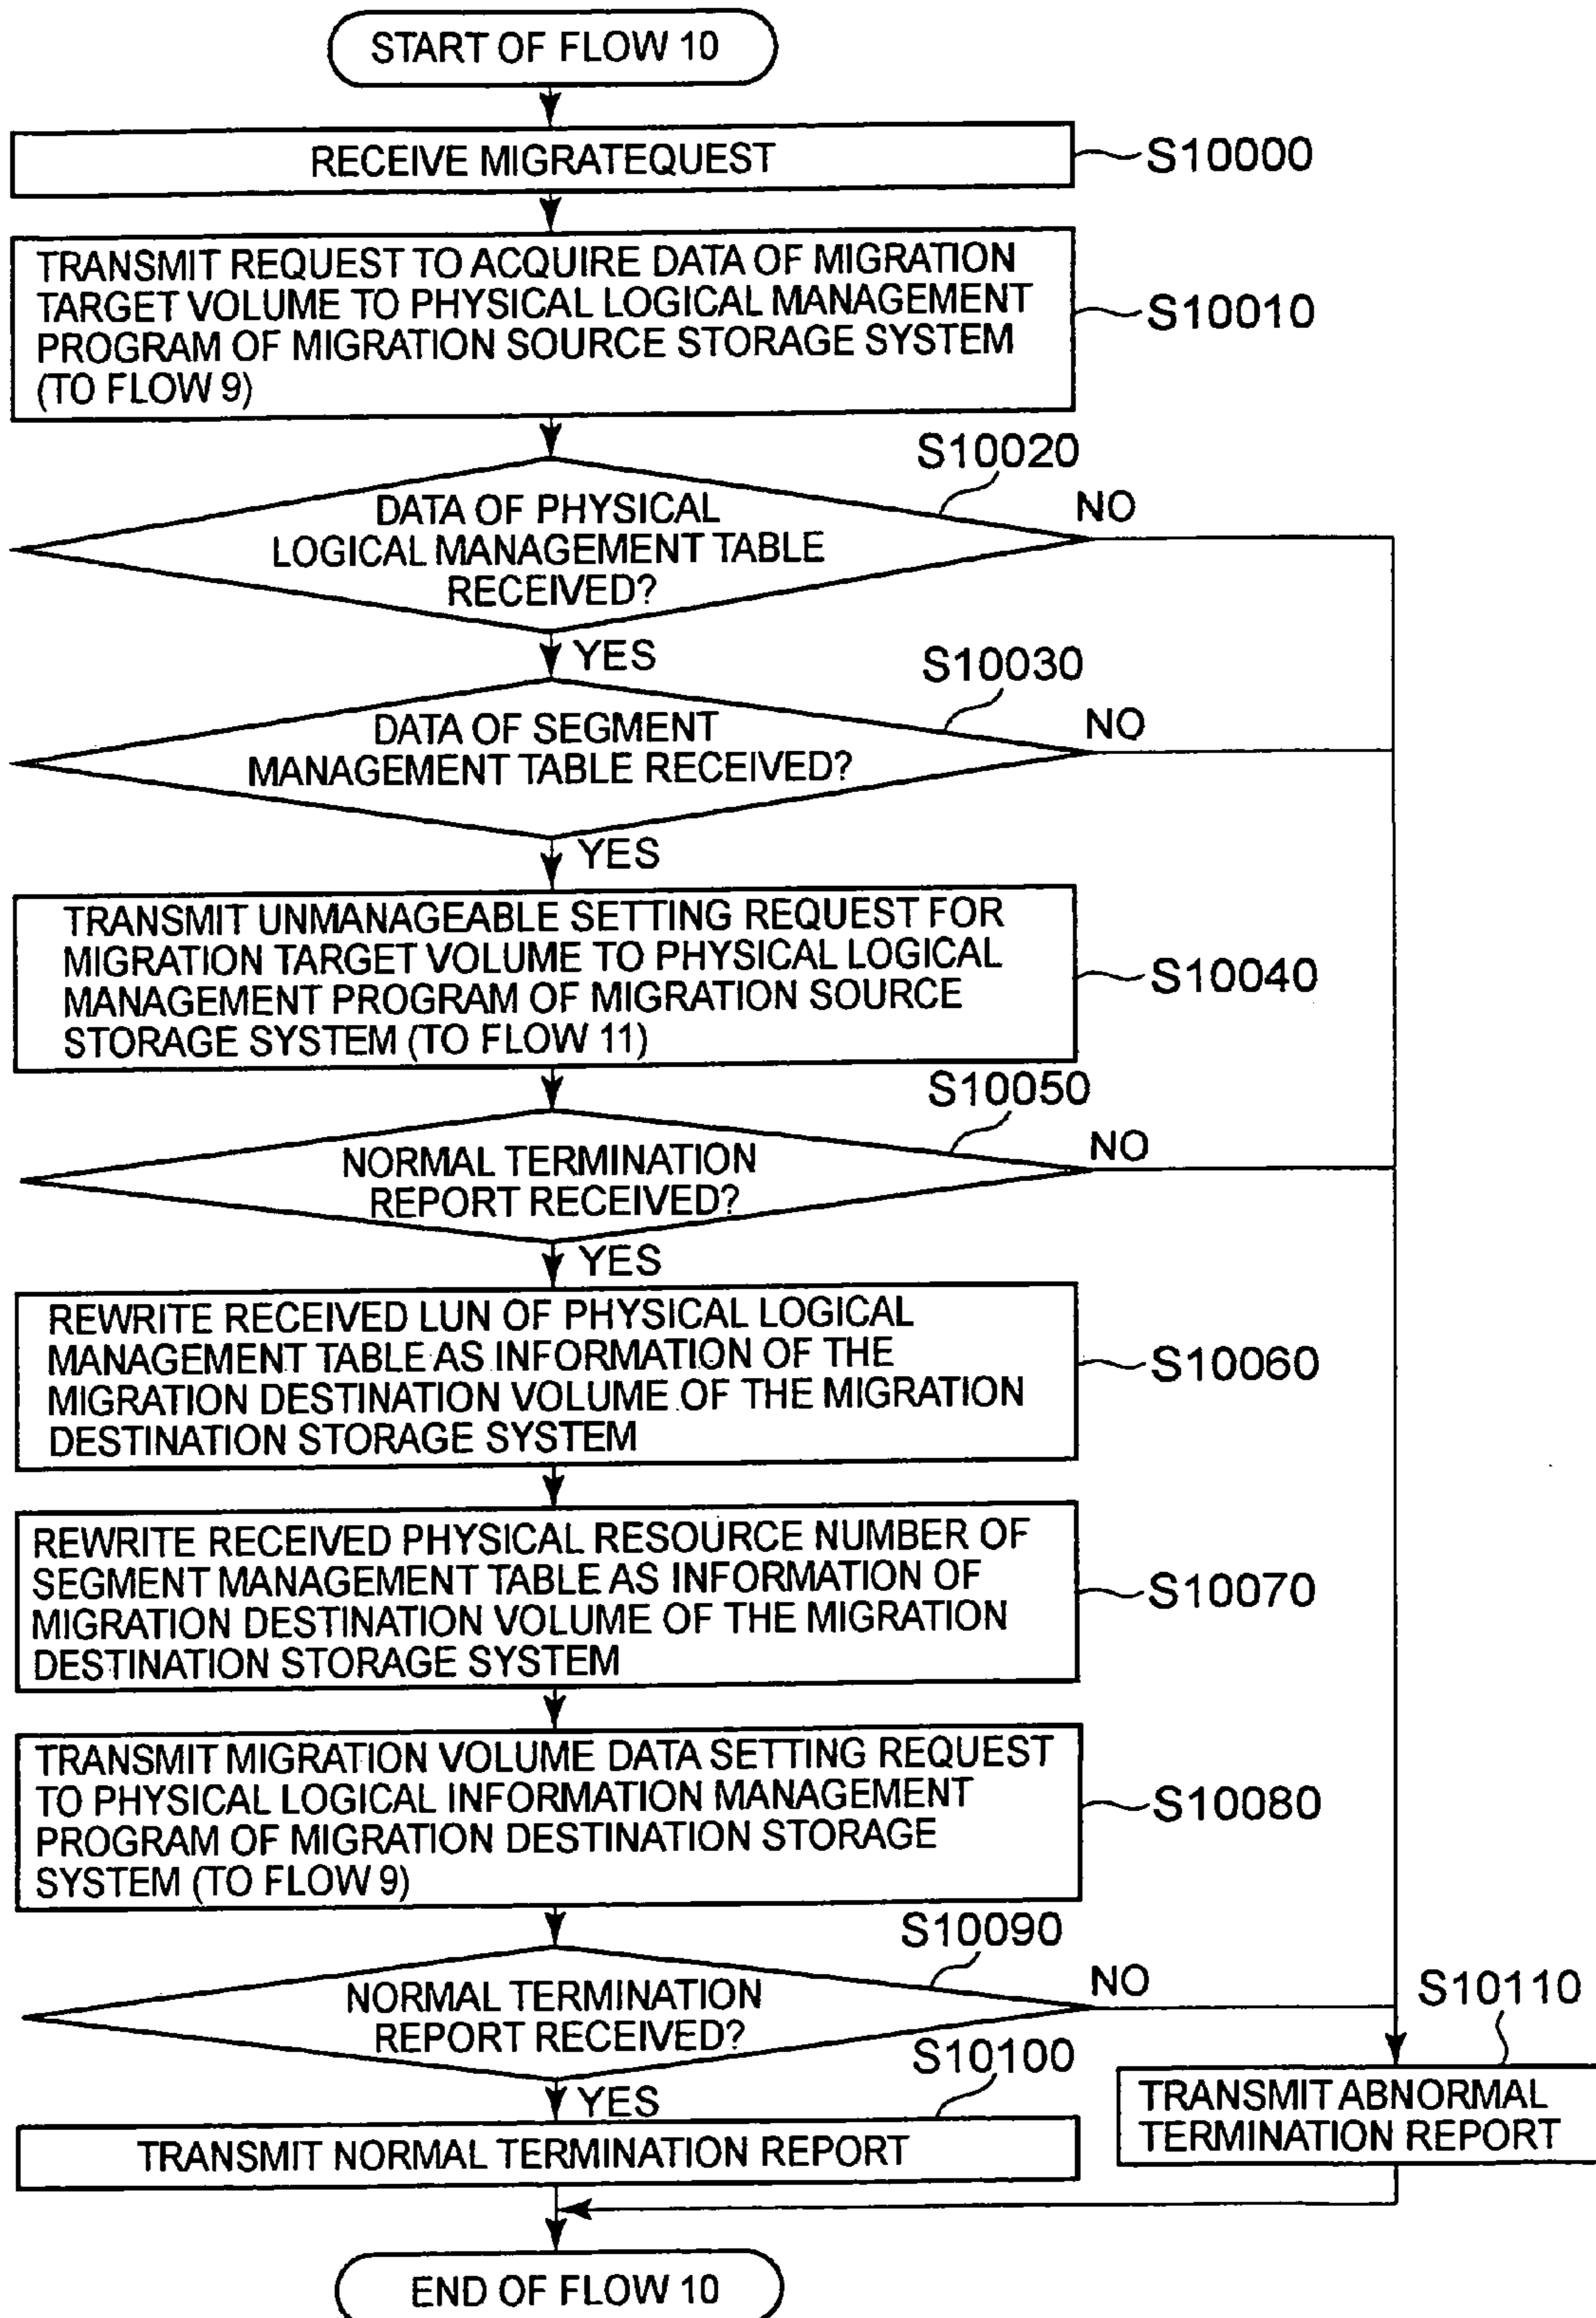 START OF FLOW 10
RECEIVE MIGRATEQUEST
S10000
TRANSMIT REQUEST TO ACQUIRE DATA OF MIGRATION
TARGET VOLUME TO PHYSICAL LOGICAL MANAGEMENT
PROGRAM OF MIGRATION SOURCE STORAGE SYSTEM
(TO FLOW 9)
S10010
S10020
DATA OF PHYSICAL
LOGICAL MANAGEMENT TABLE
RECEIVED?
NO
YES
S10030
DATA OF SEGMENT
MANAGEMENT TABLE RECEIVED?
NO
YES
TRANSMIT UNMANAGEABLE SETTING REQUEST FOR
MIGRATION TARGET VOLUME TO PHYSICAL LOGICAL
MANAGEMENT PROGRAM OF MIGRATION SOURCE
STORAGE SYSTEM (TO FLOW 11)
S10040
S10050
NORMAL TERMINATION
REPORT RECEIVED?
NO
YES
REWRITE RECEIVED LUN OF PHYSICAL LOGICAL
MANAGEMENT TABLE AS INFORMATION OF THE
MIGRATION DESTINATION VOLUME OF THE MIGRATION
DESTINATION STORAGE SYSTEM
S10060
REWRITE RECEIVED PHYSICAL RESOURCE NUMBER OF
SEGMENT MANAGEMENT TABLE AS INFORMATION OF
MIGRATION DESTINATION VOLUME OF THE MIGRATION
DESTINATION STORAGE SYSTEM
S10070
TRANSMIT MIGRATION VOLUME DATA SETTING REQUEST
TO PHYSICAL LOGICAL INFORMATION MANAGEMENT
PROGRAM OF MIGRATION DESTINATION STORAGE
SYSTEM (TO FLOW 9)
S10080
S10090
NORMAL TERMINATION
REPORT RECEIVED?
NO
YES
S10100
TRANSMIT NORMAL TERMINATION REPORT
S10110
TRANSMIT ABNORMAL
TERMINATION REPORT
END OF FLOW 10